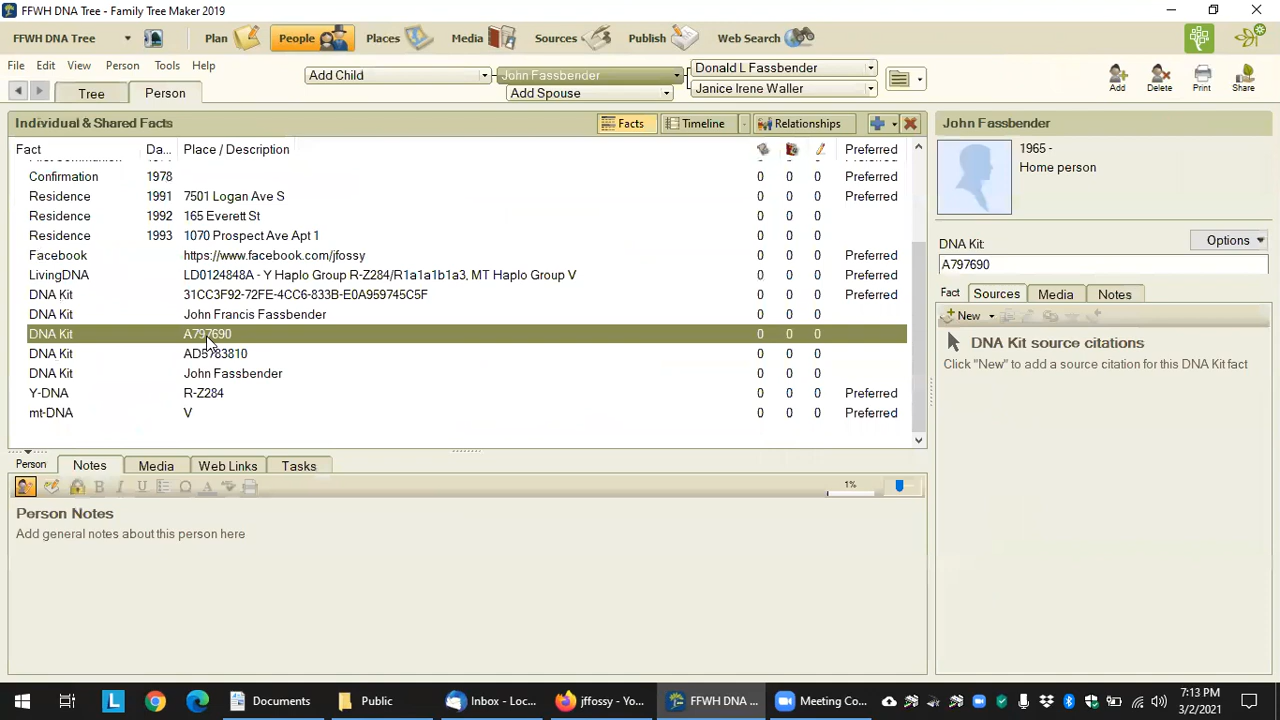 FFWH DNA Tree - Family Tree Maker 2019
FFWH DNA Tree Plan People Places Media Sources Publish Web Search
File Edit View Person Tools Help
Add Child John Fassbender Donald L Fassbender
Add Spouse Janice Irene Waller
Add Delete Print Share
Tree Person
Individual & Shared Facts Facts Timeline Relationships
Fact Da... Place / Description Preferred
Confirmation 1978 0 0 0 Preferred
Residence 1991 7501 Logan Ave S 0 0 0 Preferred
Residence 1992 165 Everett St 0 0 0
Residence 1993 1070 Prospect Ave Apt 1 0 0 0
Facebook https://www.facebook.com/jfossy 0 0 0 Preferred
LivingDNA LD0124848A - Y Haplo Group R-Z284/R1a1a1b1a3, MT Haplo Group V 0 0 0 Preferred
DNA Kit 31CC3F92-72FE-4CC6-833B-E0A959745C5F 0 0 0 Preferred
DNA Kit John Francis Fassbender 0 0 0
DNA Kit A797690 0 0 0
DNA Kit AD5783810 0 0 0
DNA Kit John Fassbender 0 0 0
Y-DNA R-Z284 0 0 0 Preferred
mt-DNA V 0 0 0 Preferred
Person Notes Media Web Links Tasks
B I U Ω A
1%
Person Notes
Add general notes about this person here
John Fassbender
1965 -
Home person
DNA Kit: Options
A797690
Fact Sources Media Notes
New
DNA Kit source citations
Click "New" to add a source citation for this DNA Kit fact
L Documents Public Inbox - Loc... jffossy - Yo... FFWH DNA ... Meeting Co...
7:13 PM
3/2/2021